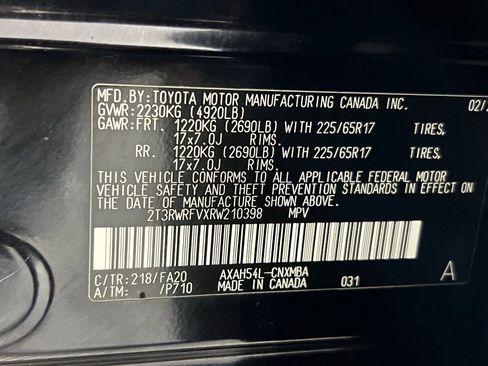 MFD.BY:TOYOTA MOTOR MANUFACTURING CANADA INC. 02/
GVWR:2230KG (4920LB)
GAWR:FRT. 1220KG (2690LB) WITH 225/65R17 TIRES,
17x7.0J RIMS.
RR. 1220KG (2690LB) WITH 225/65R17 TIRES,
17x7.0J RIMS.
THIS VEHICLE CONFORMS TO ALL APPLICABLE FEDERAL MOTOR
VEHICLE SAFETY AND THEFT PREVENTION STANDARDS IN EFFECT ON
THE DATE OF MANUFACTURE SHOWN ABOVE.
2T3RWRFVXRW210398 MPV
C/TR:218/FA20 AXAH54L-CNXMBA
A/TM: /P710 MADE IN CANADA 031 A